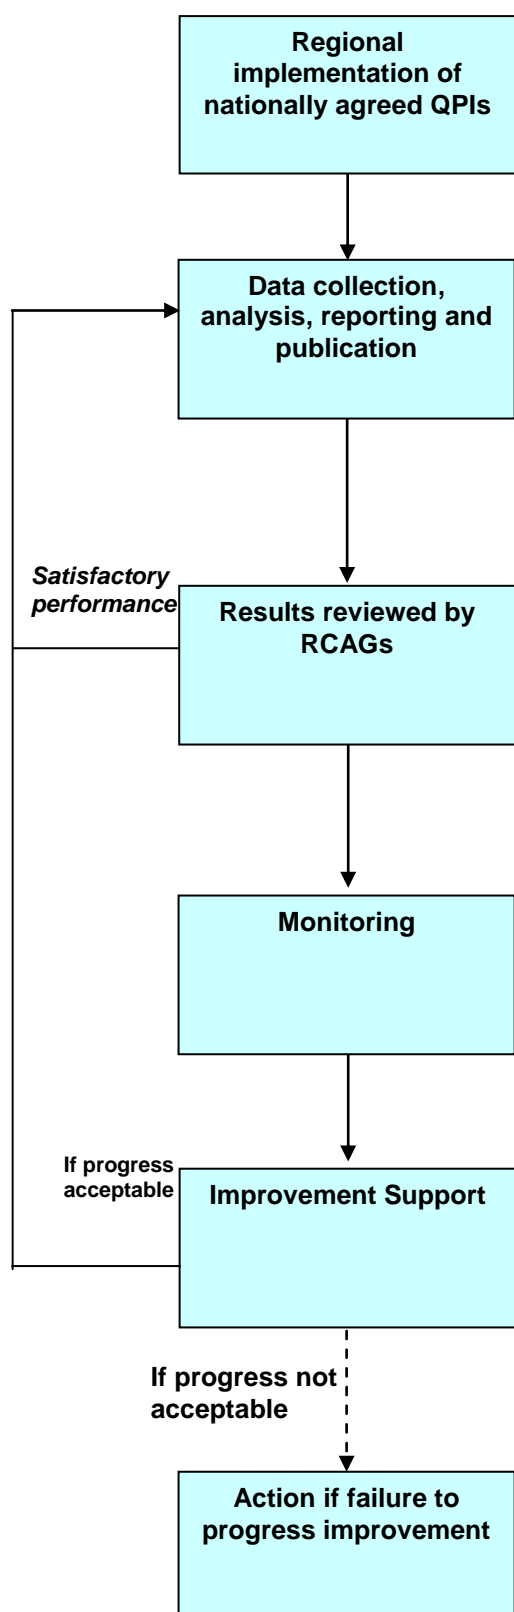 Regional
implementation of
nationally agreed QPIs
Data collection,
analysis, reporting and
publication
Satisfactory
performance
Results reviewed by
RCAGs
Monitoring
If progress
acceptable
Improvement Support
If progress not
acceptable
Action if failure to
progress improvement